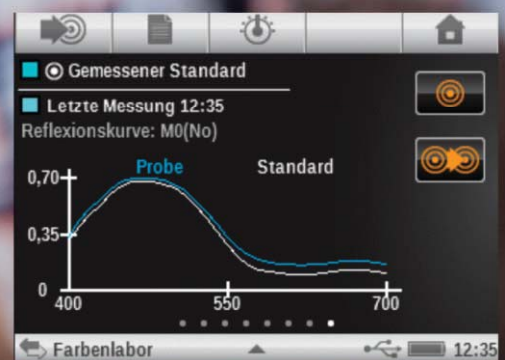 Gemessener Standard
Letzte Messung 12:35
Reflexionskurve: M0(No)
Probe Standard
0,70
0,35
0
400 550 700
Farbenlabor 12:35